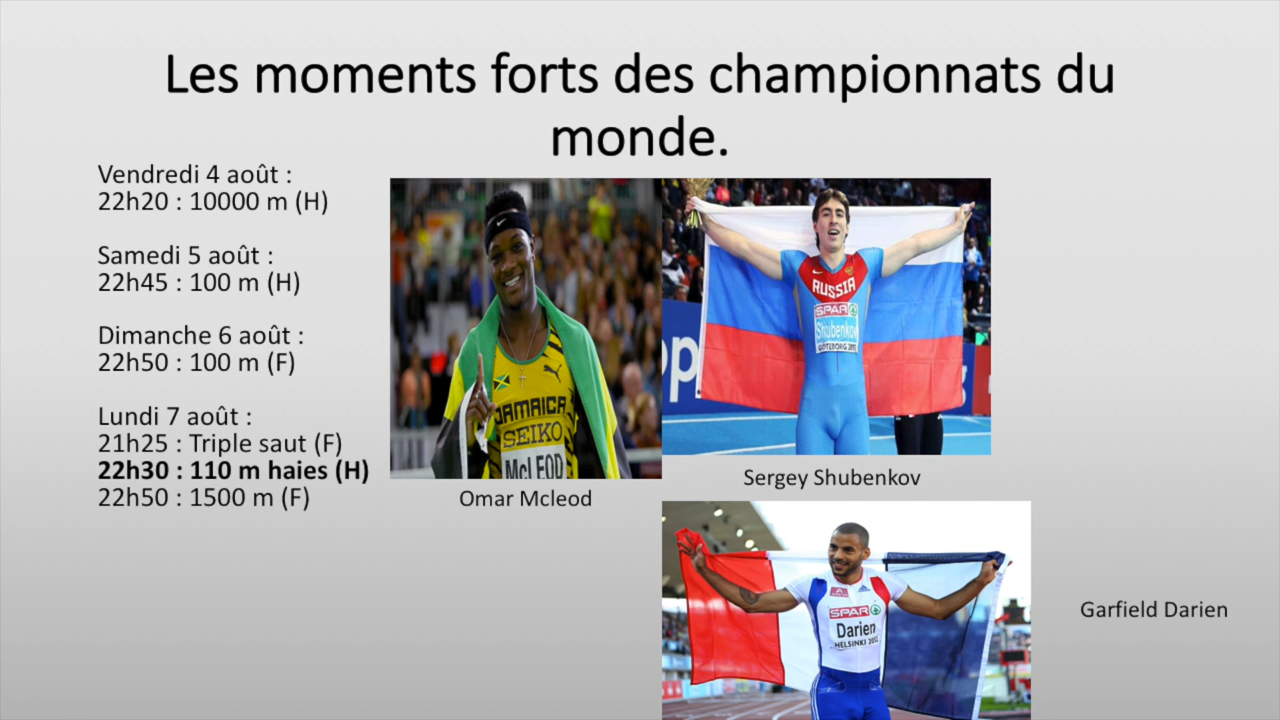 Les moments forts des championnats du
monde.
Vendredi 4 août :
22h20 : 10000 m (H)
Samedi 5 août :
22h45 : 100 m (H)
Dimanche 6 août :
22h50 : 100 m (F)
Lundi 7 août :
21h25 : Triple saut (F)
22h30 : 110 m haies (H)
22h50 : 1500 m (F)
JAMAICA
SEIKO
McLEOD
Omar Mcleod
RUSSIA
SPAR
Shubenkov
GÖTEBORG 2013
Sergey Shubenkov
SPAR
Darien
HELSINKI 2012
Garfield Darien